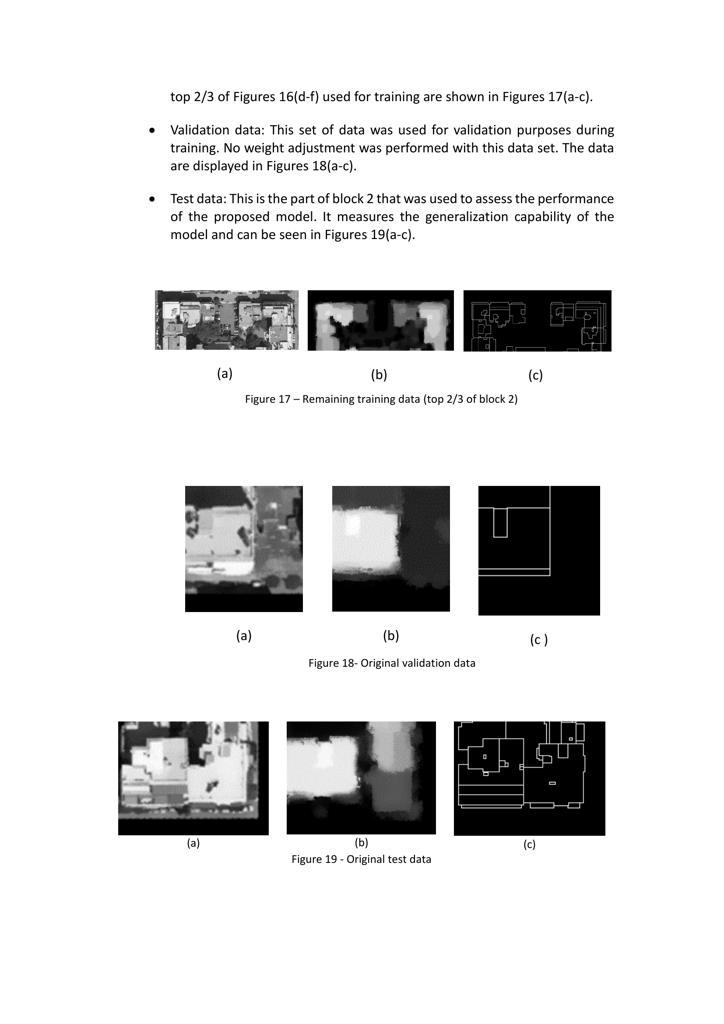 top 2/3 of Figures 16(d-f) used for training are shown in Figures 17(a-c).
• Validation data: This set of data was used for validation purposes during
training. No weight adjustment was performed with this data set. The data
are displayed in Figures 18(a-c).
• Test data: This is the part of block 2 that was used to assess the performance
of the proposed model. It measures the generalization capability of the
model and can be seen in Figures 19(a-c).
(a) (b) (c)
Figure 17 – Remaining training data (top 2/3 of block 2)
(a) (b) (c )
Figure 18- Original validation data
(a) (b) (c)
Figure 19 - Original test data